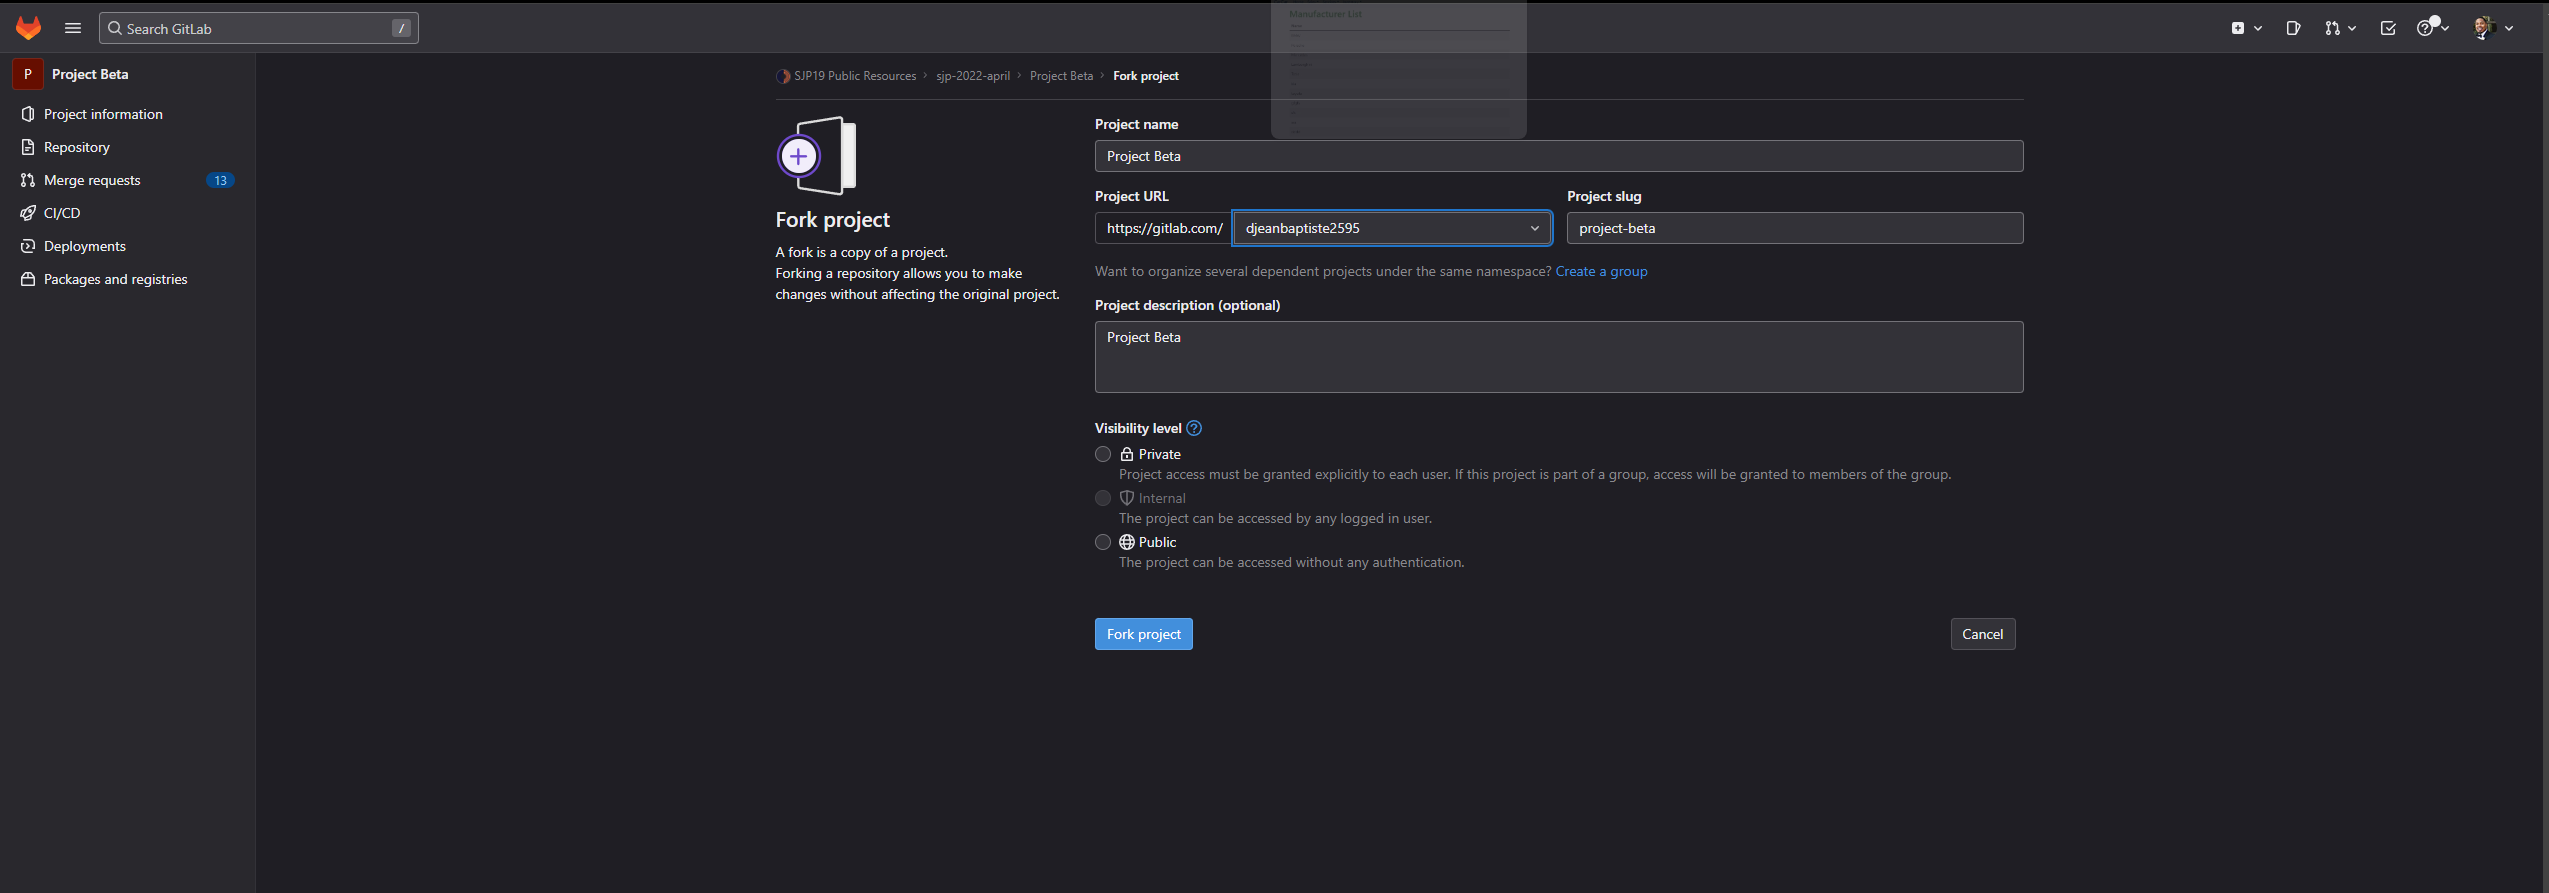 Search GitLab /
Manufacturer List
P Project Beta
SJP19 Public Resources › sjp-2022-april › Project Beta › Fork project
Project information
Repository
Merge requests 13
CI/CD
Deployments
Packages and registries
Fork project
A fork is a copy of a project.
Forking a repository allows you to make
changes without affecting the original project.
Project name
Project Beta
Project URL
Project slug
https://gitlab.com/ djeanbaptiste2595
project-beta
Want to organize several dependent projects under the same namespace? Create a group
Project description (optional)
Project Beta
Visibility level ?
Private
Project access must be granted explicitly to each user. If this project is part of a group, access will be granted to members of the group.
Internal
The project can be accessed by any logged in user.
Public
The project can be accessed without any authentication.
Fork project
Cancel